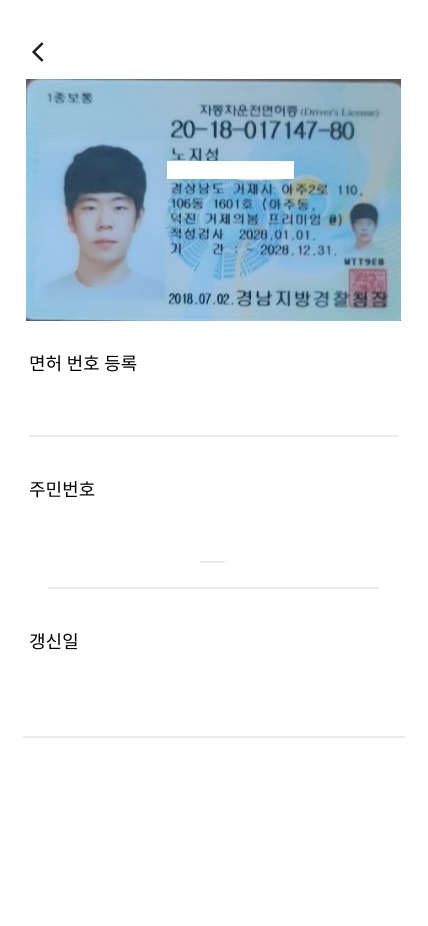 1종보통
자동차운전면허증 (Driver's License)
20-18-017147-80
노지성
경상남도 거제시 아주2로 110,
106동 1601호 (아주동,
덕진 거제의봄 프리미엄 @)
적성검사 2028.01.01.
기 간 : ~ 2028.12.31.
WTT9EB
2018.07.02. 경남지방경찰청장
면허 번호 등록
주민번호
갱신일